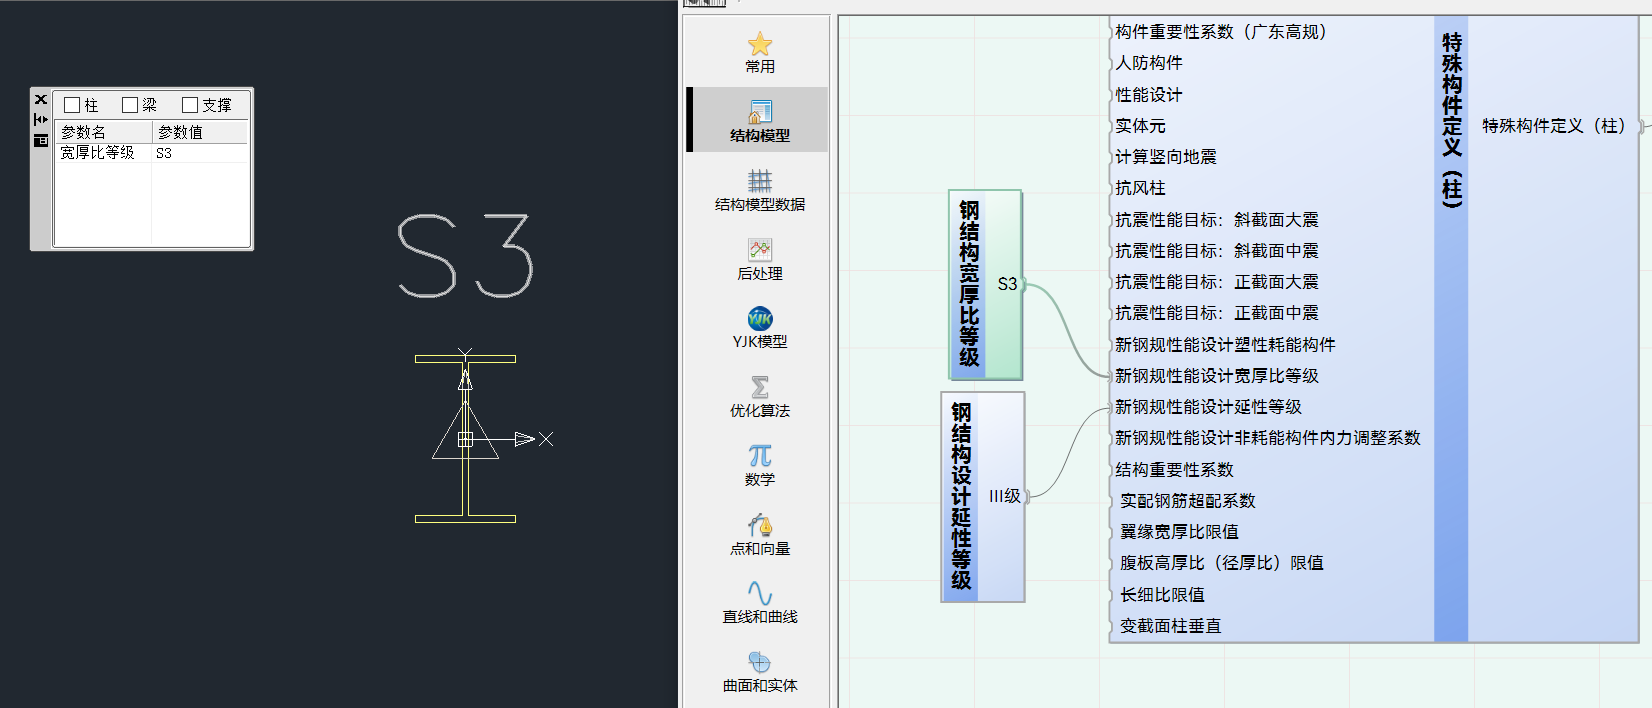 柱 梁 支撑
参数名 参数值
宽厚比等级 S3
S3
Y
X
常用
结构模型
结构模型数据
后处理
YJK
YJK模型
Σ
优化算法
π
数学
点和向量
直线和曲线
曲面和实体
钢结构宽厚比等级
S3
钢结构设计延性等级
III级
构件重要性系数（广东高规）
人防构件
性能设计
实体元
计算竖向地震
抗风柱
抗震性能目标：斜截面大震
抗震性能目标：斜截面中震
抗震性能目标：正截面大震
抗震性能目标：正截面中震
新钢规性能设计塑性耗能构件
新钢规性能设计宽厚比等级
新钢规性能设计延性等级
新钢规性能设计非耗能构件内力调整系数
结构重要性系数
实配钢筋超配系数
翼缘宽厚比限值
腹板高厚比（径厚比）限值
长细比限值
变截面柱垂直
特殊构件定义（柱）
特殊构件定义（柱）